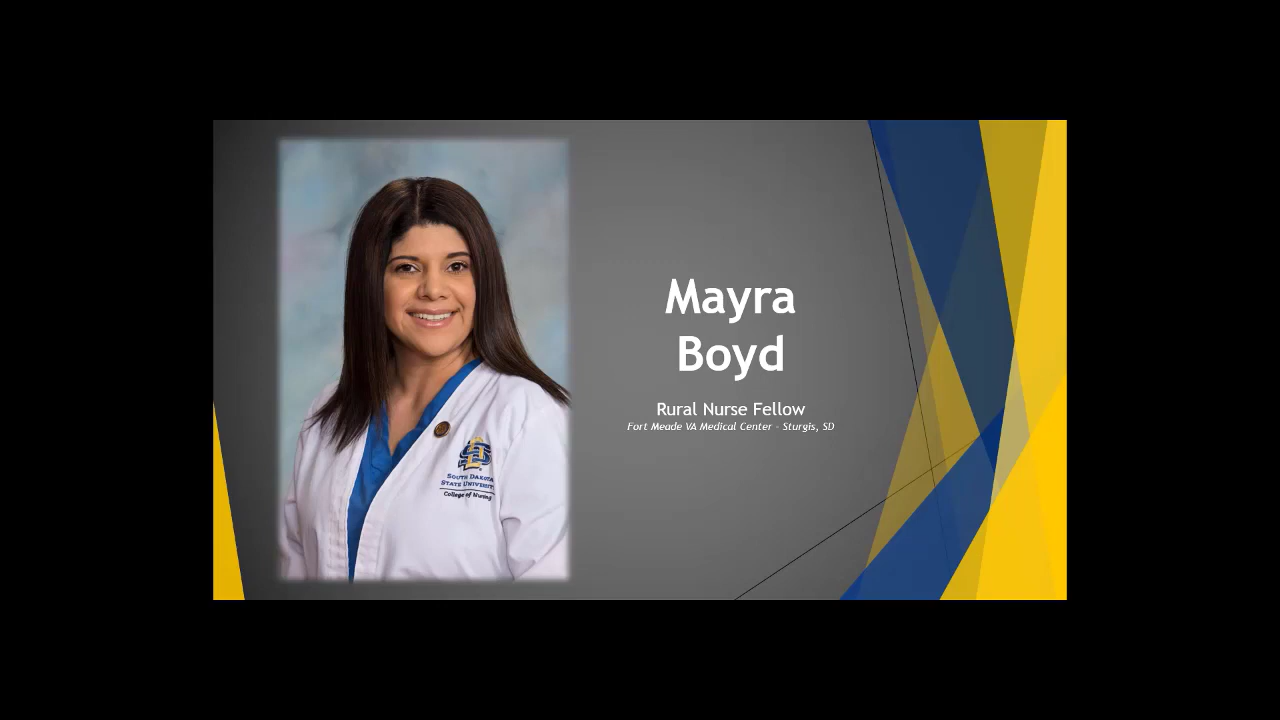 Mayra
Boyd
Rural Nurse Fellow
Fort Meade VA Medical Center - Sturgis, SD
SD
SOUTH DAKOTA
STATE UNIVERSITY
College of Nursing